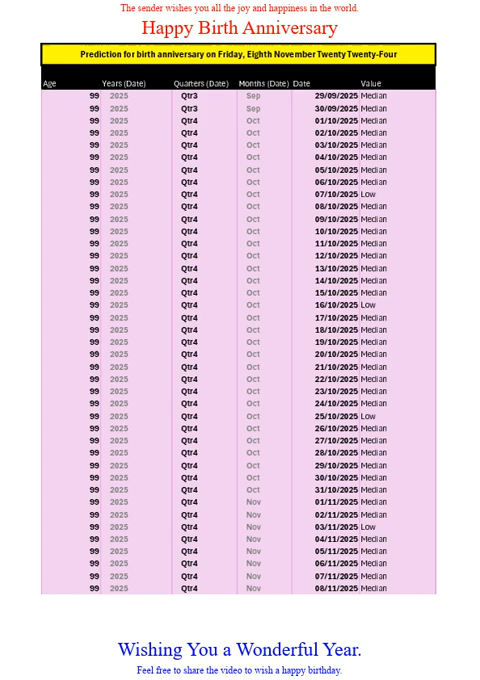 The sender wishes you all the joy and happiness in the world.
Happy Birth Anniversary
Prediction for birth anniversary on Friday, Eighth November Twenty Twenty-Four
Age Years (Date) Quarters (Date) Months (Date) Date Value
99 2025 Qtr3 Sep 29/09/2025 Median
99 2025 Qtr3 Sep 30/09/2025 Median
99 2025 Qtr4 Oct 01/10/2025 Median
99 2025 Qtr4 Oct 02/10/2025 Median
99 2025 Qtr4 Oct 03/10/2025 Median
99 2025 Qtr4 Oct 04/10/2025 Median
99 2025 Qtr4 Oct 05/10/2025 Median
99 2025 Qtr4 Oct 06/10/2025 Median
99 2025 Qtr4 Oct 07/10/2025 Low
99 2025 Qtr4 Oct 08/10/2025 Median
99 2025 Qtr4 Oct 09/10/2025 Median
99 2025 Qtr4 Oct 10/10/2025 Median
99 2025 Qtr4 Oct 11/10/2025 Median
99 2025 Qtr4 Oct 12/10/2025 Median
99 2025 Qtr4 Oct 13/10/2025 Median
99 2025 Qtr4 Oct 14/10/2025 Median
99 2025 Qtr4 Oct 15/10/2025 Median
99 2025 Qtr4 Oct 16/10/2025 Low
99 2025 Qtr4 Oct 17/10/2025 Median
99 2025 Qtr4 Oct 18/10/2025 Median
99 2025 Qtr4 Oct 19/10/2025 Median
99 2025 Qtr4 Oct 20/10/2025 Median
99 2025 Qtr4 Oct 21/10/2025 Median
99 2025 Qtr4 Oct 22/10/2025 Median
99 2025 Qtr4 Oct 23/10/2025 Median
99 2025 Qtr4 Oct 24/10/2025 Median
99 2025 Qtr4 Oct 25/10/2025 Low
99 2025 Qtr4 Oct 26/10/2025 Median
99 2025 Qtr4 Oct 27/10/2025 Median
99 2025 Qtr4 Oct 28/10/2025 Median
99 2025 Qtr4 Oct 29/10/2025 Median
99 2025 Qtr4 Oct 30/10/2025 Median
99 2025 Qtr4 Oct 31/10/2025 Median
99 2025 Qtr4 Nov 01/11/2025 Median
99 2025 Qtr4 Nov 02/11/2025 Median
99 2025 Qtr4 Nov 03/11/2025 Low
99 2025 Qtr4 Nov 04/11/2025 Median
99 2025 Qtr4 Nov 05/11/2025 Median
99 2025 Qtr4 Nov 06/11/2025 Median
99 2025 Qtr4 Nov 07/11/2025 Median
99 2025 Qtr4 Nov 08/11/2025 Median
Wishing You a Wonderful Year.
Feel free to share the video to wish a happy birthday.